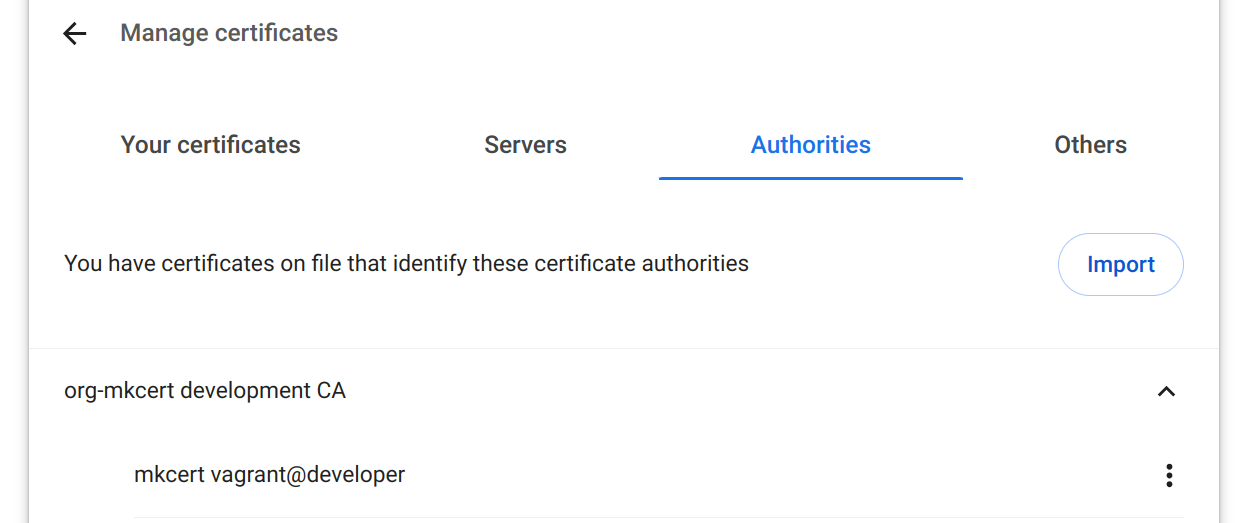 Manage certificates
Your certificates Servers Authorities Others
You have certificates on file that identify these certificate authorities Import
org-mkcert development CA
mkcert vagrant@developer